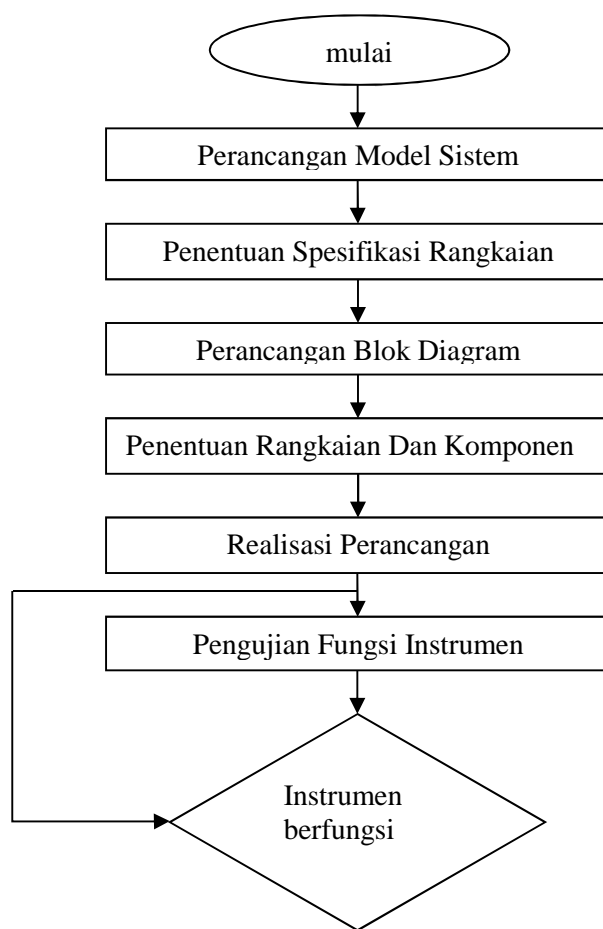 mulai
Perancangan Model Sistem
Penentuan Spesifikasi Rangkaian
Perancangan Blok Diagram
Penentuan Rangkaian Dan Komponen
Realisasi Perancangan
Pengujian Fungsi Instrumen
Instrumen
berfungsi